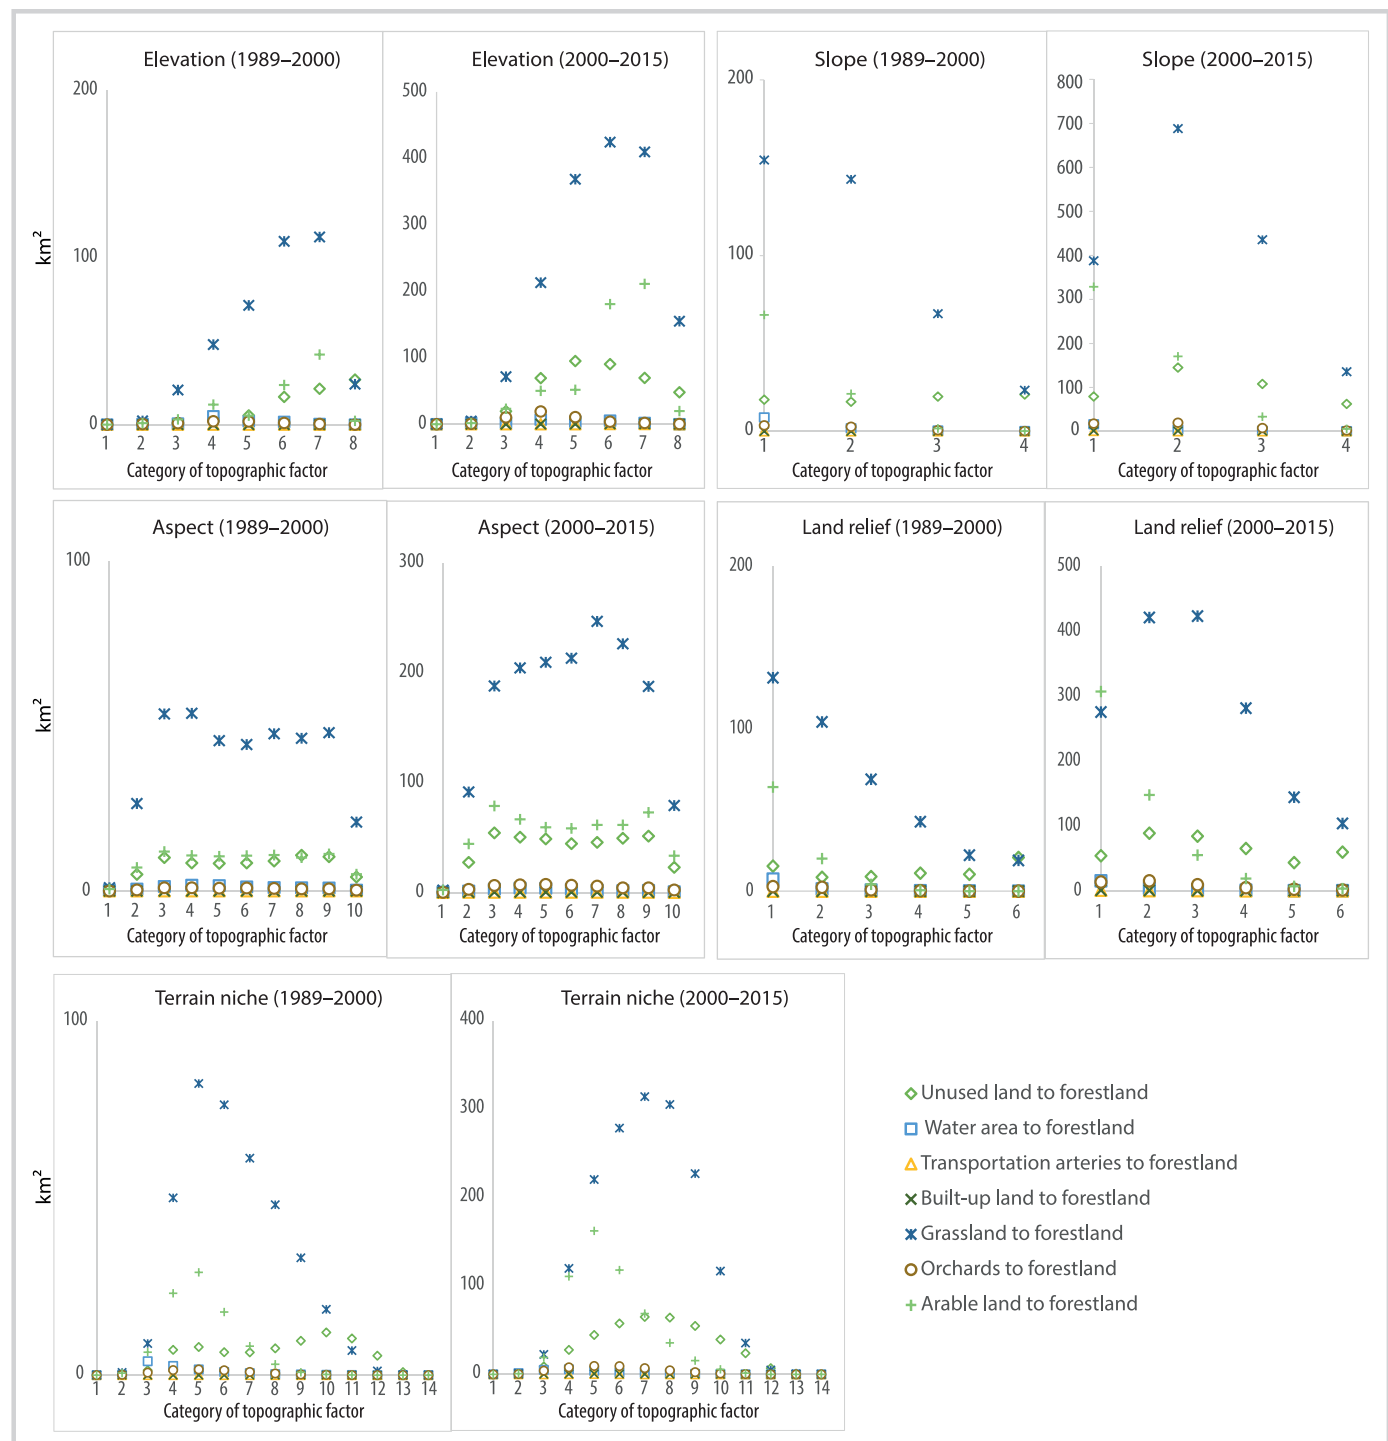 Elevation (1989–2000)
200
100
0
km²
1 2 3 4 5 6 7 8
Category of topographic factor
Elevation (2000–2015)
500
400
300
200
100
0
1 2 3 4 5 6 7 8
Category of topographic factor
Slope (1989–2000)
200
100
0
1 2 3 4
Category of topographic factor
Slope (2000–2015)
800
700
600
500
400
300
200
100
0
1 2 3 4
Category of topographic factor
Aspect (1989–2000)
100
0
km²
1 2 3 4 5 6 7 8 9 10
Category of topographic factor
Aspect (2000–2015)
300
200
100
0
1 2 3 4 5 6 7 8 9 10
Category of topographic factor
Land relief (1989–2000)
200
100
0
1 2 3 4 5 6
Category of topographic factor
Land relief (2000–2015)
500
400
300
200
100
0
1 2 3 4 5 6
Category of topographic factor
Terrain niche (1989–2000)
100
0
km²
1 2 3 4 5 6 7 8 9 10 11 12 13 14
Category of topographic factor
Terrain niche (2000–2015)
400
300
200
100
0
1 2 3 4 5 6 7 8 9 10 11 12 13 14
Category of topographic factor
Unused land to forestland
Water area to forestland
Transportation arteries to forestland
Built-up land to forestland
Grassland to forestland
Orchards to forestland
Arable land to forestland